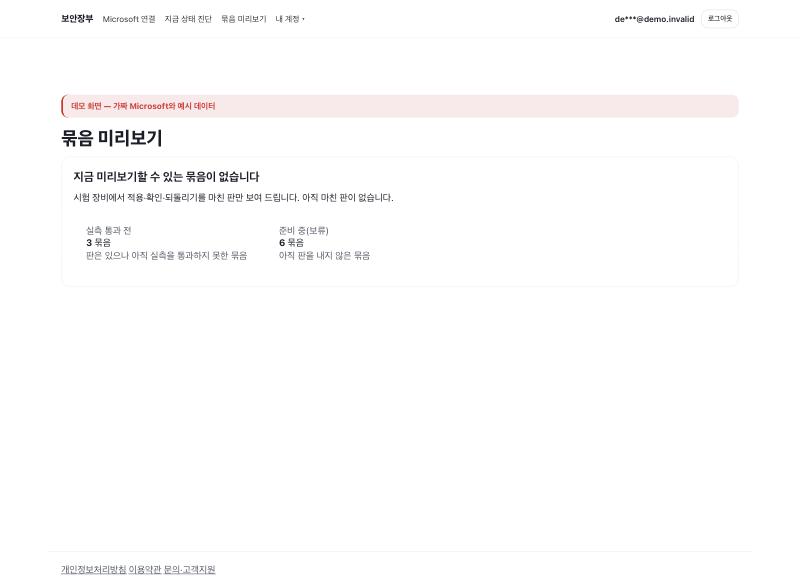 보안장부 Microsoft 연결 지금 상태 진단 묶음 미리보기 내 계정 ▾ de***@demo.invalid 로그아웃
데모 화면 — 가짜 Microsoft와 예시 데이터
묶음 미리보기
지금 미리보기할 수 있는 묶음이 없습니다
시험 장비에서 적용·확인·되돌리기를 마친 판만 보여 드립니다. 아직 마친 판이 없습니다.
실측 통과 전
3 묶음
판은 있으나 아직 실측을 통과하지 못한 묶음
준비 중(보류)
6 묶음
아직 판을 내지 않은 묶음
개인정보처리방침 이용약관 문의·고객지원